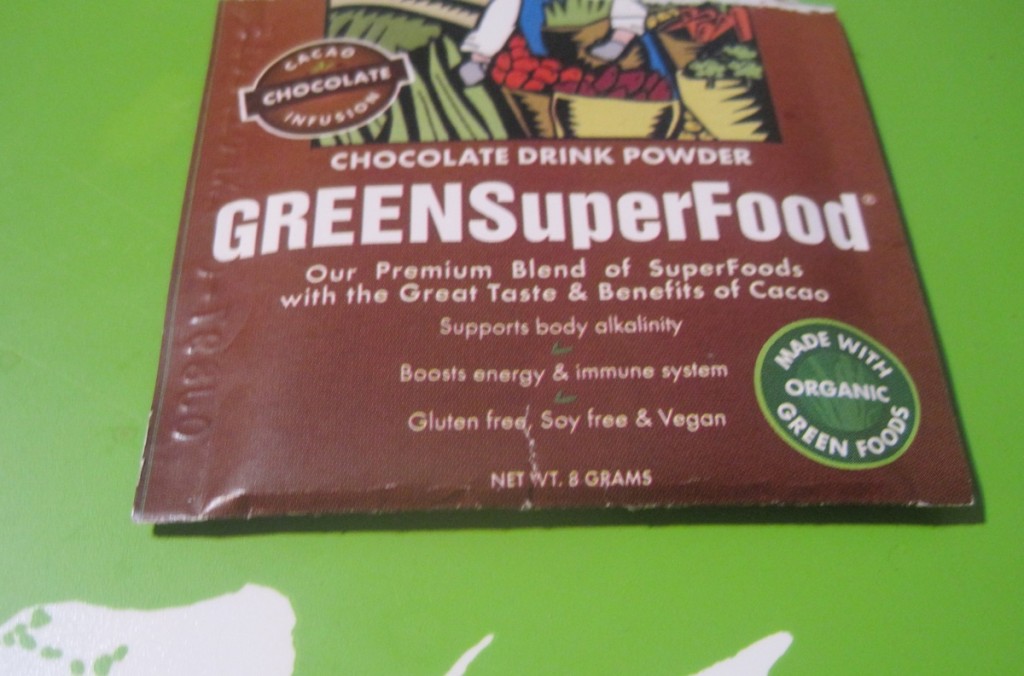 CACAO
CHOCOLATE
INFUSION
CHOCOLATE DRINK POWDER
GREENSuperFood®
Our Premium Blend of SuperFoods
with the Great Taste & Benefits of Cacao
Supports body alkalinity
Boosts energy & immune system
Gluten free, Soy free & Vegan
MADE WITH
ORGANIC
GREEN FOODS
NET WT. 8 GRAMS